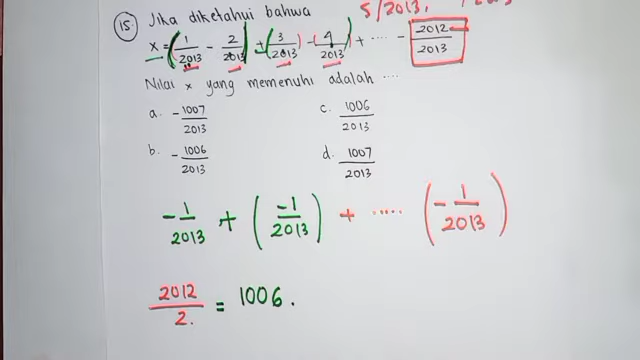 5/2013,
15. Jika diketahui bahwa
x = (1/2013 - 2/2013) + (3/2013 - 4/2013) + .... - 2012/2013
Nilai x yang memenuhi adalah ....
a. -1007/2013 c. 1006/2013
b. -1006/2013 d. 1007/2013
-1/2013 + (-1/2013) + ..... (-1/2013)
2012/2. = 1006.